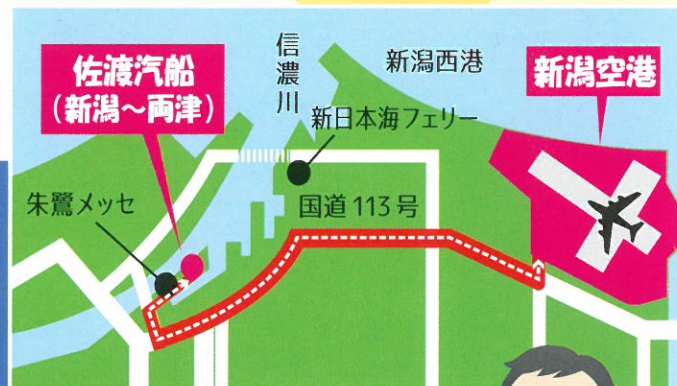 佐渡汽船
（新潟～両津）
信濃川
新潟西港
新潟空港
新日本海フェリー
朱鷺メッセ
国道113号